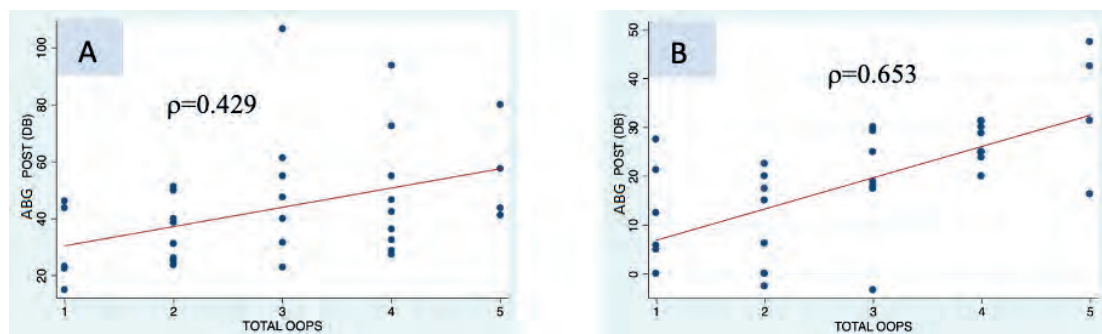 A
ρ=0.429
ABG POST (DB)
100
80
60
40
20
1 2 3 4 5
TOTAL OOPS
B
ρ=0.653
ABG POST (DB)
50
40
30
20
10
0
1 2 3 4 5
TOTAL OOPS